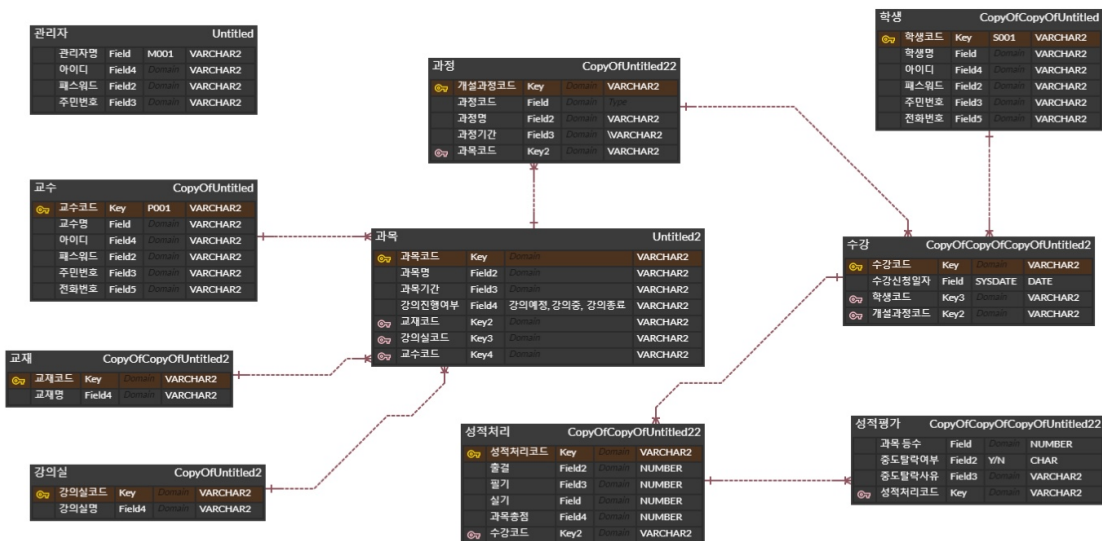 관리자 Untitled
관리자명 Field M001 VARCHAR2
아이디 Field4 Domain VARCHAR2
패스워드 Field2 Domain VARCHAR2
주민번호 Field3 Domain VARCHAR2
학생 CopyOfCopyOfUntitled
학생코드 Key S001 VARCHAR2
학생명 Field Domain VARCHAR2
아이디 Field4 Domain VARCHAR2
패스워드 Field2 Domain VARCHAR2
주민번호 Field3 Domain VARCHAR2
전화번호 Field5 Domain VARCHAR2
과정 CopyOfUntitled22
개설과정코드 Key Domain VARCHAR2
과정코드 Field Domain Type
과정명 Field2 Domain VARCHAR2
과정기간 Field3 Domain \VARCHAR2
과목코드 Key2 Domain VARCHAR2
교수 CopyOfUntitled
교수코드 Key P001 VARCHAR2
교수명 Field Domain VARCHAR2
아이디 Field4 Domain VARCHAR2
패스워드 Field2 Domain VARCHAR2
주민번호 Field3 Domain VARCHAR2
전화번호 Field5 Domain VARCHAR2
과목 Untitled2
과목코드 Key Domain VARCHAR2
과목명 Field2 Domain VARCHAR2
과목기간 Field3 Domain VARCHAR2
강의진행여부 Field4 강의예정, 강의중, 강의종료 VARCHAR2
교재코드 Key2 Domain VARCHAR2
강의실코드 Key3 Domain VARCHAR2
교수코드 Key4 Domain VARCHAR2
수강 CopyOfCopyOfCopyOfUntitled2
수강코드 Key Domain VARCHAR2
수강신청일자 Field SYSDATE DATE
학생코드 Key3 Domain VARCHAR2
개설과정코드 Key2 Domain VARCHAR2
교재 CopyOfCopyOfUntitled2
교재코드 Key Domain VARCHAR2
교재명 Field4 Domain VARCHAR2
강의실 CopyOfUntitled2
강의실코드 Key Domain VARCHAR2
강의실명 Field4 Domain VARCHAR2
성적처리 CopyOfCopyOfUntitled22
성적처리코드 Key Domain VARCHAR2
출결 Field2 Domain NUMBER
필기 Field3 Domain NUMBER
실기 Field Domain NUMBER
과목총점 Field4 Domain NUMBER
수강코드 Key2 Domain VARCHAR2
성적평가 CopyOfCopyOfCopyOfUntitled22
과목 등수 Field Domain NUMBER
중도탈락여부 Field2 Y/N CHAR
중도탈락사유 Field3 Domain VARCHAR2
성적처리코드 Key Domain VARCHAR2